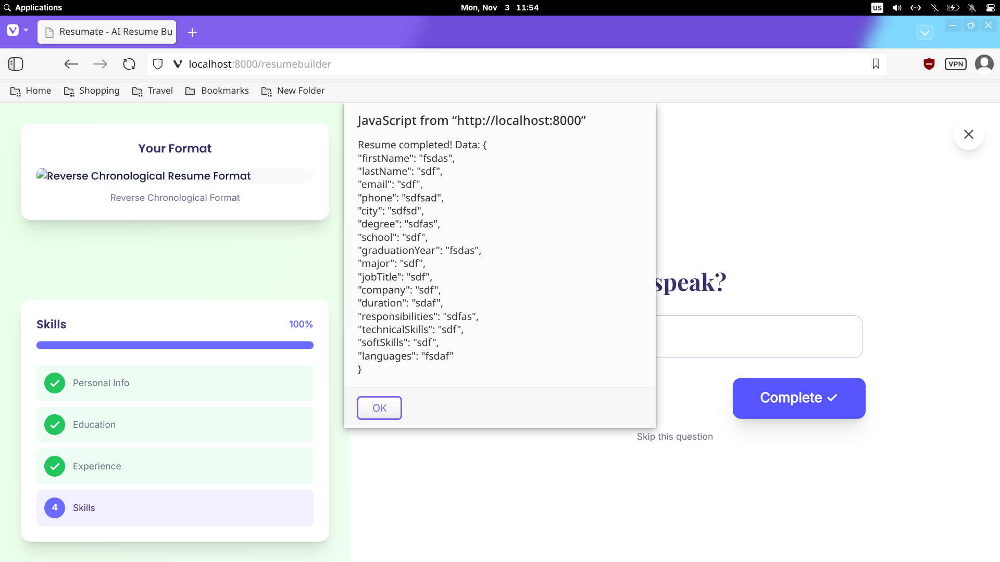 Applications
Mon, Nov 3 11:54
us
Resumate - AI Resume Bu
localhost:8000/resumebuilder
VPN
Home
Shopping
Travel
Bookmarks
New Folder
Your Format
Reverse Chronological Resume Format
Reverse Chronological Format
Skills
100%
Personal Info
Education
Experience
4
Skills
JavaScript from “http://localhost:8000”
Resume completed! Data: {
"firstName": "fsdas",
"lastName": "sdf",
"email": "sdf",
"phone": "sdfsad",
"city": "sdfsd",
"degree": "sdfas",
"school": "sdf",
"graduationYear": "fsdas",
"major": "sdf",
"jobTitle": "sdf",
"company": "sdf",
"duration": "sdaf",
"responsibilities": "sdfas",
"technicalSkills": "sdf",
"softSkills": "sdf",
"languages": "fsdaf"
}
OK
speak?
Complete ✓
Skip this question